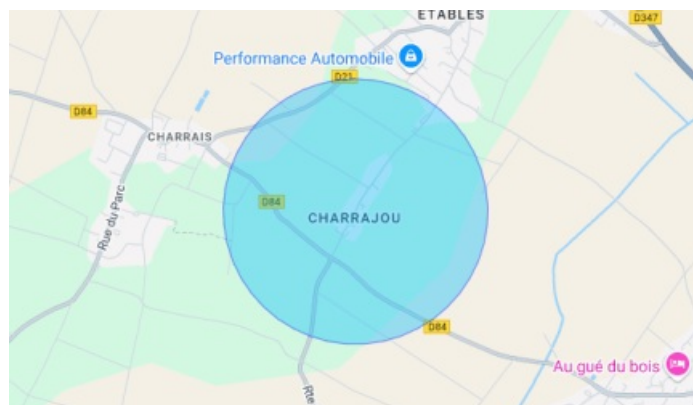 ETABLES
D347
Performance Automobile
D21
D84
CHARRAIS
D84
CHARRAJOU
Rue du Parc
D84
Au gué du bois
Rte